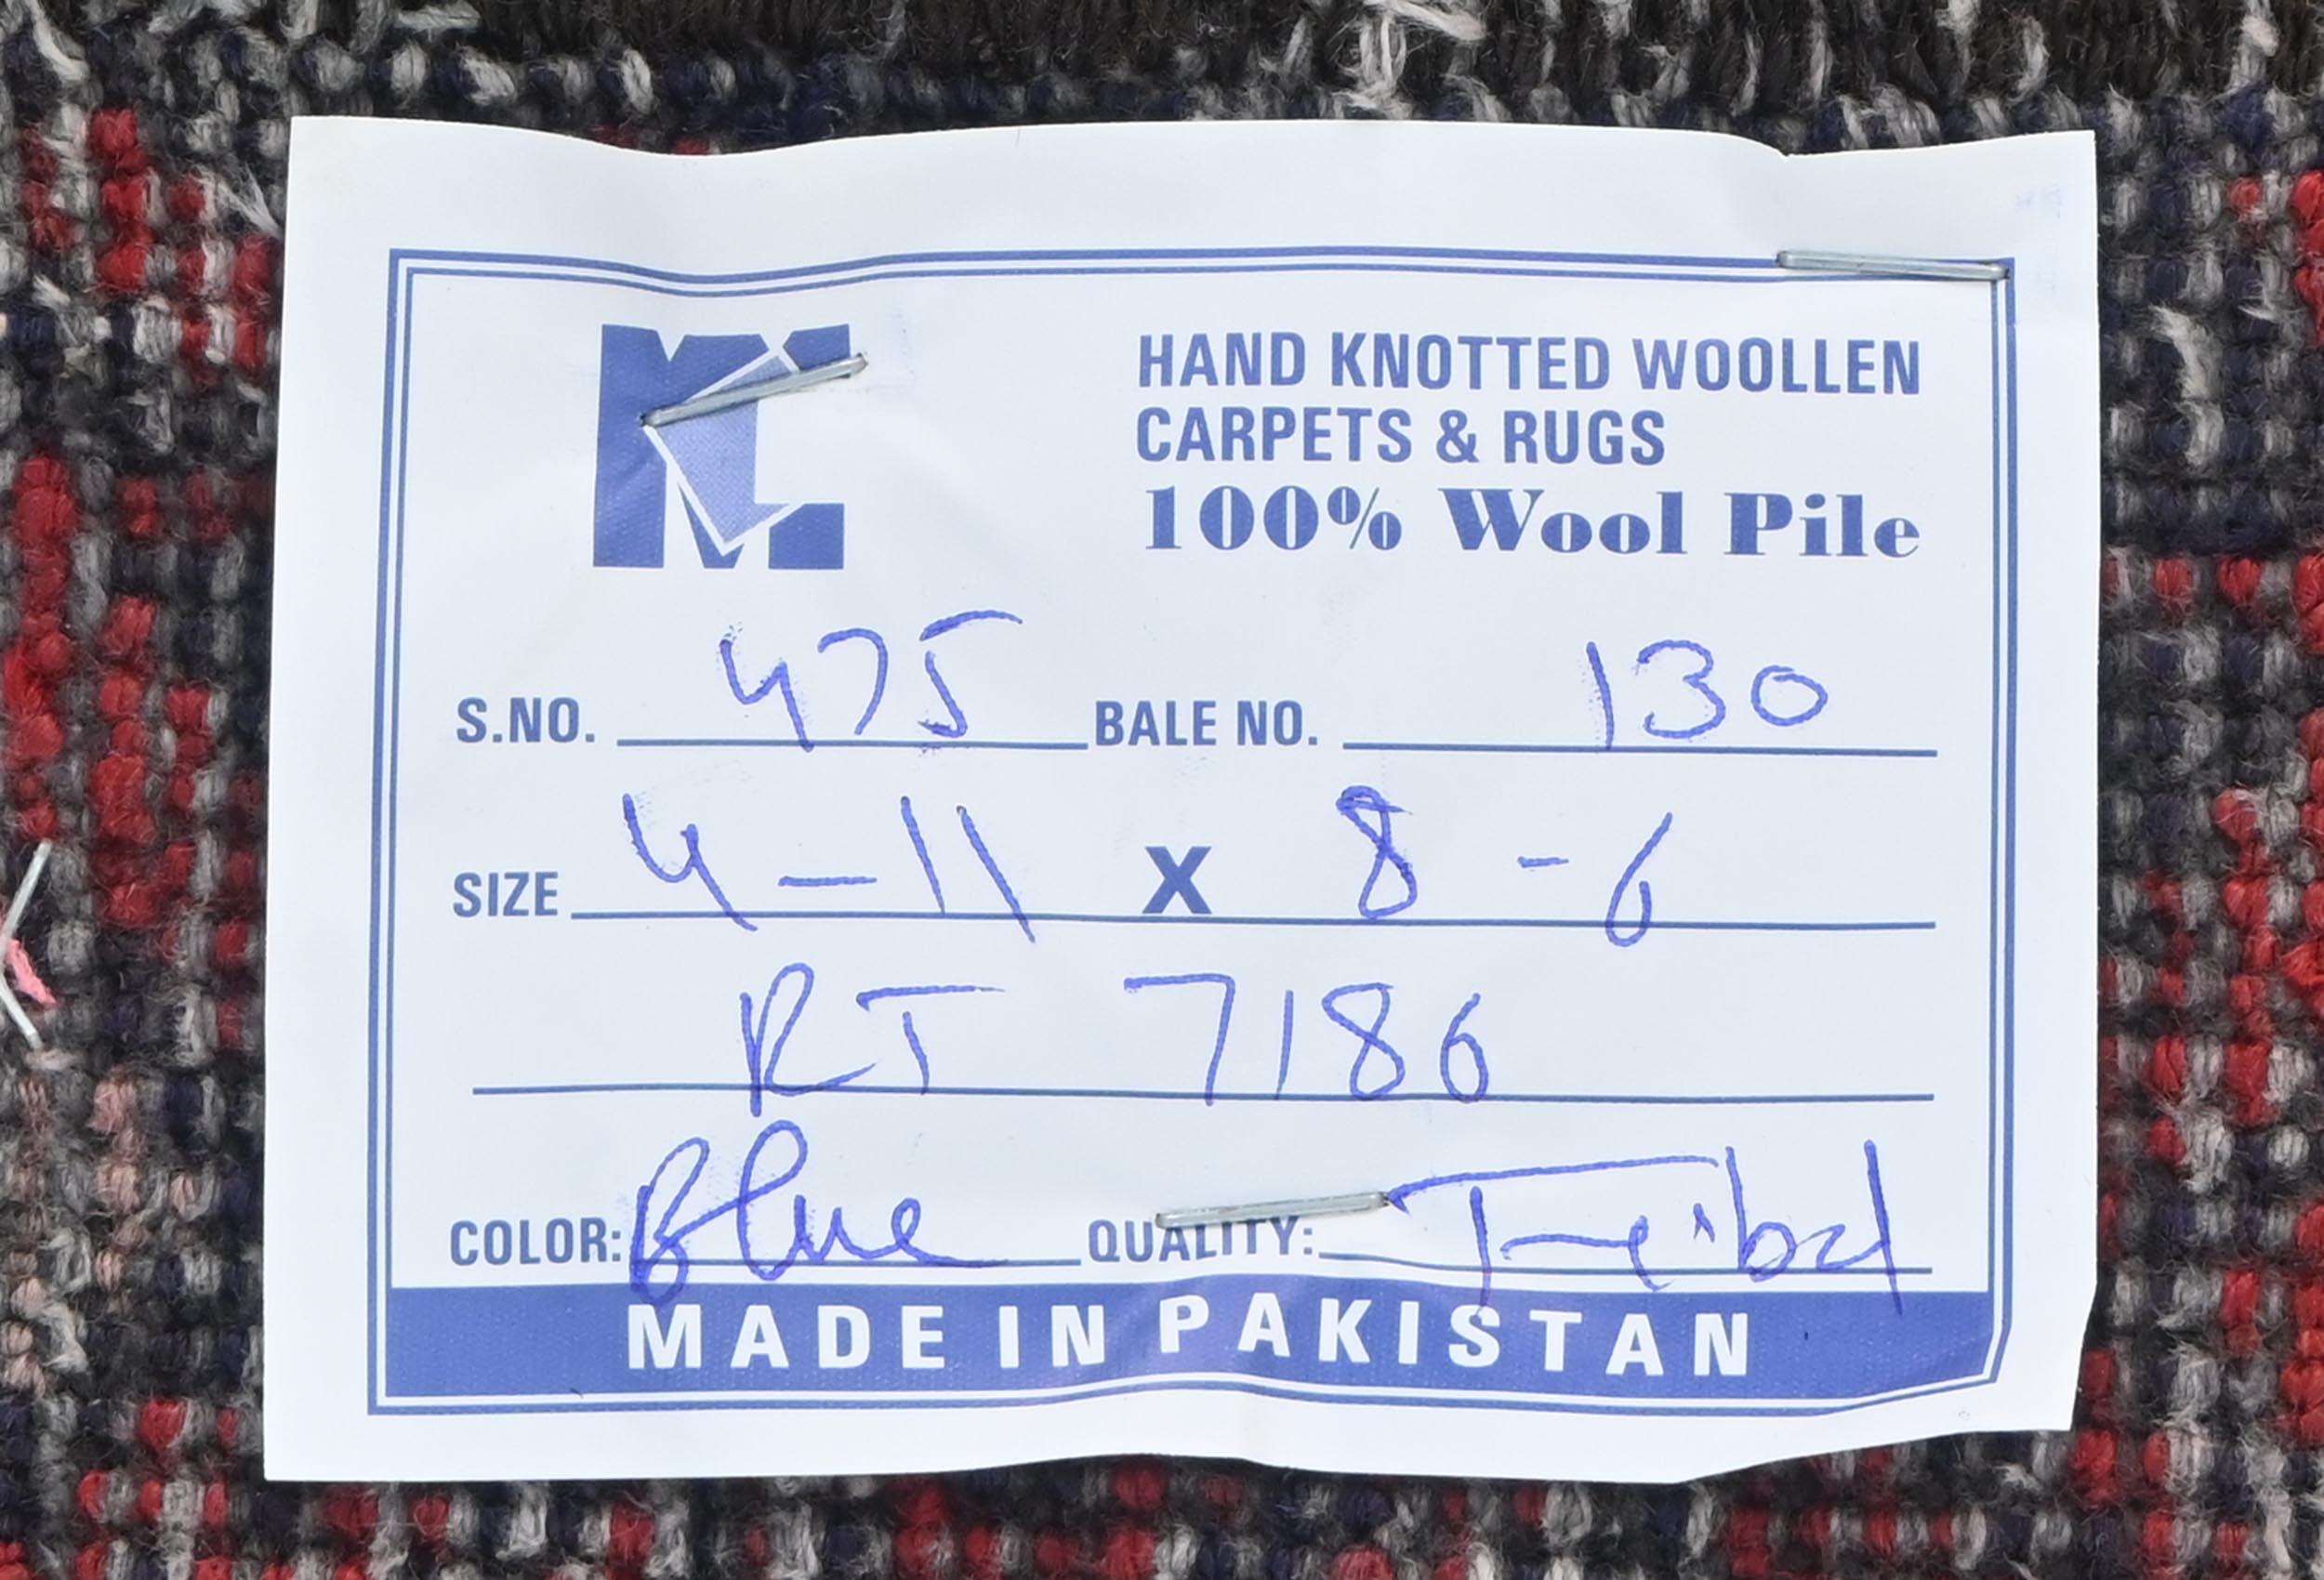 HAND KNOTTED WOOLLEN
CARPETS & RUGS
100% Wool Pile
S.NO. 475 BALE NO. 130
SIZE 4-11 X 8-6
RT 7186
COLOR: Blue QUALITY: Treibal
MADE IN PAKISTAN